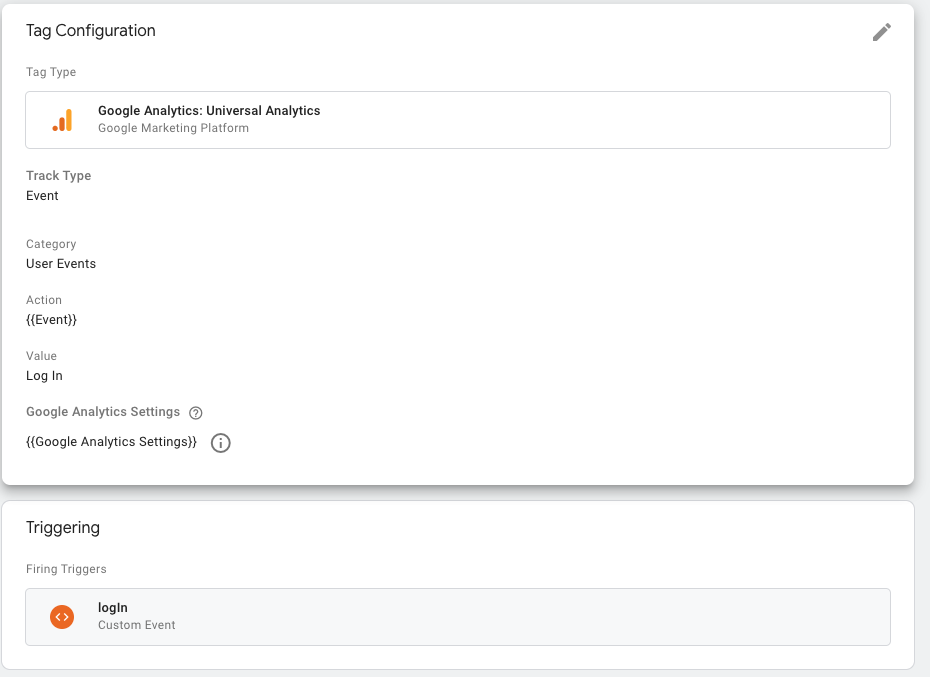 Tag Configuration
Tag Type
Google Analytics: Universal Analytics
Google Marketing Platform
Track Type
Event
Category
User Events
Action
{{Event}}
Value
Log In
Google Analytics Settings
{{Google Analytics Settings}}
Triggering
Firing Triggers
logIn
Custom Event